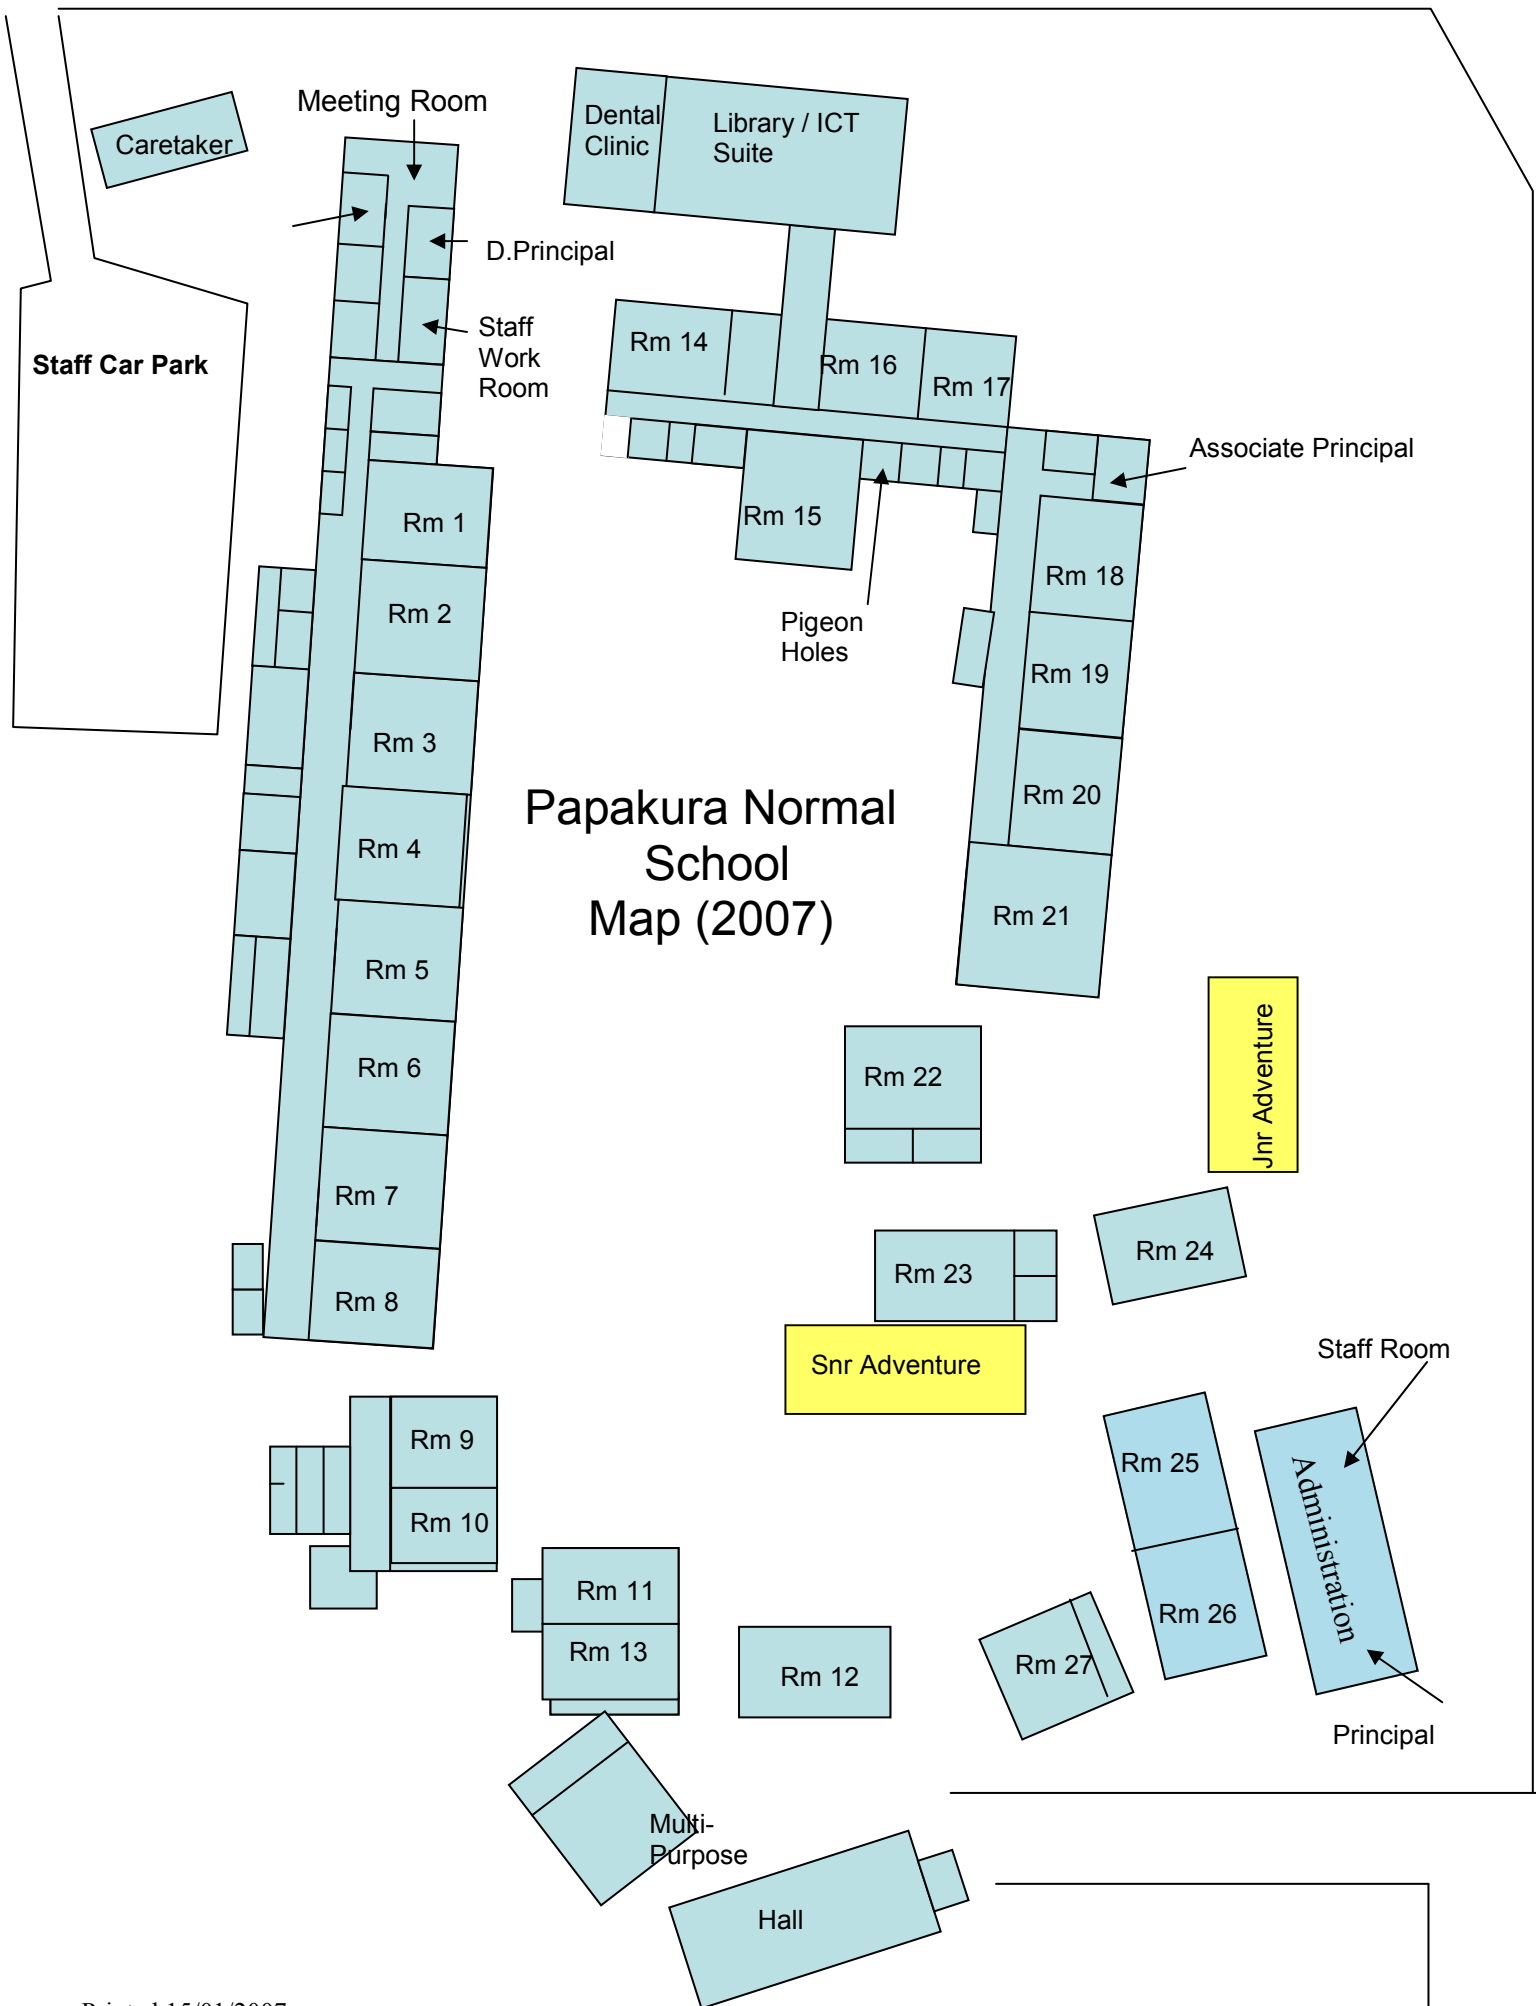 Meeting Room
Caretaker
Dental
Clinic
Library / ICT
Suite
D.Principal
Staff
Work
Room
Staff Car Park
Rm 14
Rm 16
Rm 17
Associate Principal
Rm 1
Rm 15
Rm 18
Rm 2
Pigeon
Holes
Rm 19
Rm 3
Rm 20
Papakura Normal
School
Map (2007)
Rm 4
Rm 21
Rm 5
Rm 6
Rm 22
Jnr Adventure
Rm 7
Rm 23
Rm 24
Rm 8
Snr Adventure
Staff Room
Rm 9
Rm 25
Rm 10
Administration
Rm 11
Rm 26
Rm 13
Rm 12
Rm 27
Principal
Multi-
Purpose
Hall
Printed 15/01/2007